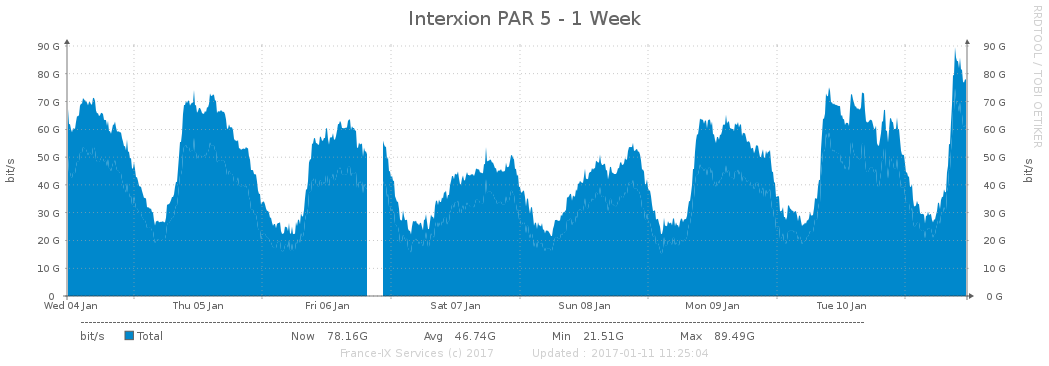 Interxion PAR 5 - 1 Week
RRDTOOL / TOBI OETIKER
90 G 90 G
80 G 80 G
70 G 70 G
60 G 60 G
50 G 50 G
40 G 40 G
30 G 30 G
20 G 20 G
10 G 10 G
0 0 G
bit/s bit/s
Wed 04 Jan Thu 05 Jan Fri 06 Jan Sat 07 Jan Sun 08 Jan Mon 09 Jan Tue 10 Jan
bit/s Total Now 78.16G Avg 46.74G Min 21.51G Max 89.49G
France-IX Services (c) 2017 Updated : 2017-01-11 11:25:04